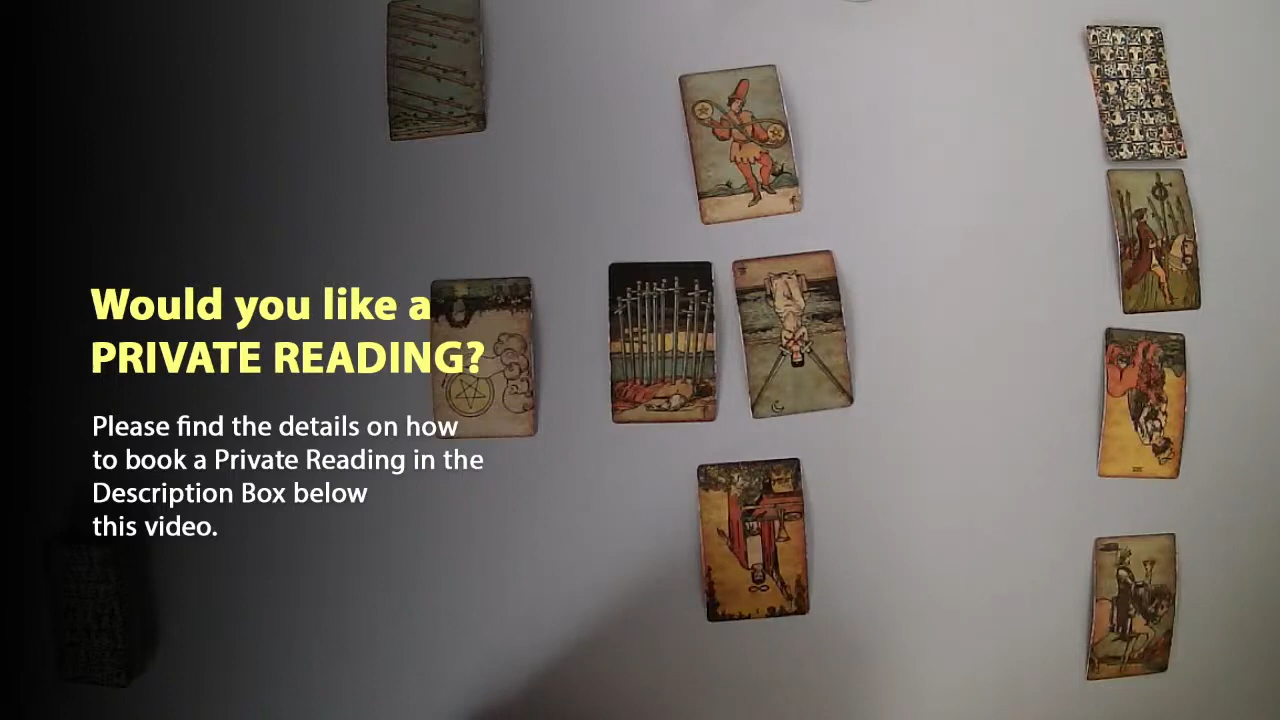 Would you like a
PRIVATE READING?
Please find the details on how
to book a Private Reading in the
Description Box below
this video.